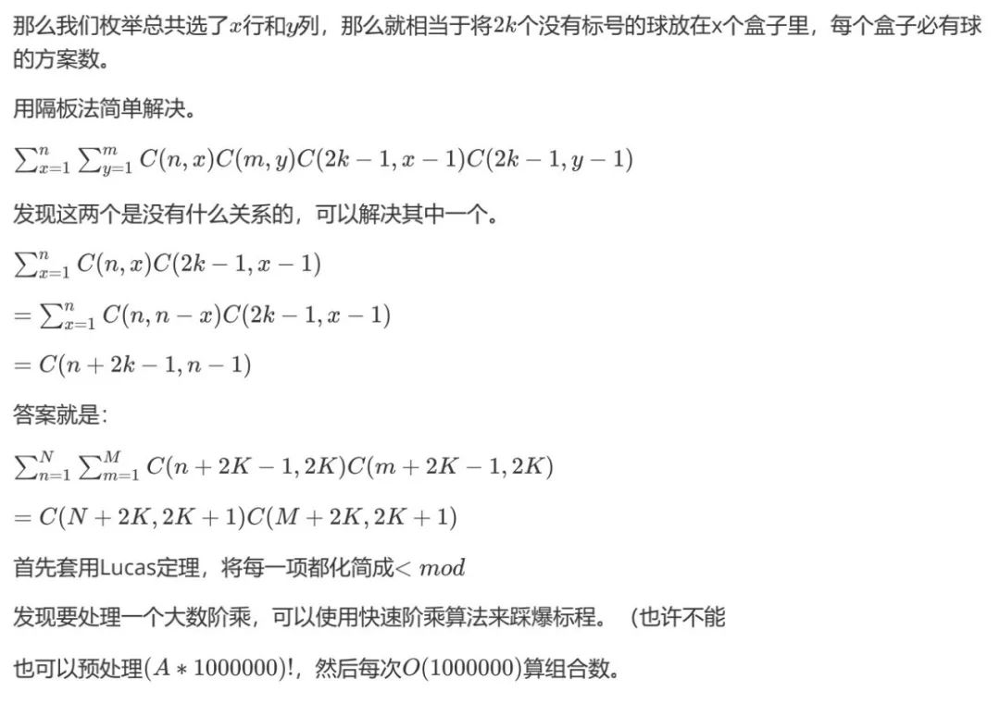 那么我们枚举总共选了x行和y列，那么就相当于将2k个没有标号的球放在x个盒子里，每个盒子必有球
的方案数。
用隔板法简单解决。
∑_{x=1}^{n} ∑_{y=1}^{m} C(n, x)C(m, y)C(2k − 1, x − 1)C(2k − 1, y − 1)
发现这两个是没有什么关系的，可以解决其中一个。
∑_{x=1}^{n} C(n, x)C(2k − 1, x − 1)
= ∑_{x=1}^{n} C(n, n − x)C(2k − 1, x − 1)
= C(n + 2k − 1, n − 1)
答案就是：
∑_{n=1}^{N} ∑_{m=1}^{M} C(n + 2K − 1, 2K)C(m + 2K − 1, 2K)
= C(N + 2K, 2K + 1)C(M + 2K, 2K + 1)
首先套用Lucas定理，将每一项都化简成< mod
发现要处理一个大数阶乘，可以使用快速阶乘算法来踩爆标程。（也许不能
也可以预处理(A * 1000000)!，然后每次O(1000000)算组合数。